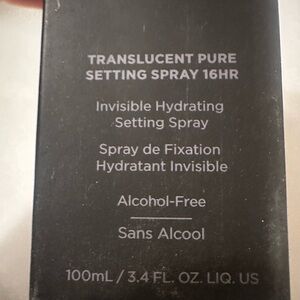 TRANSLUCENT PURE
SETTING SPRAY 16HR
Invisible Hydrating
Setting Spray
Spray de Fixation
Hydratant Invisible
Alcohol-Free
Sans Alcool
100mL / 3.4 FL. OZ. LIQ. US